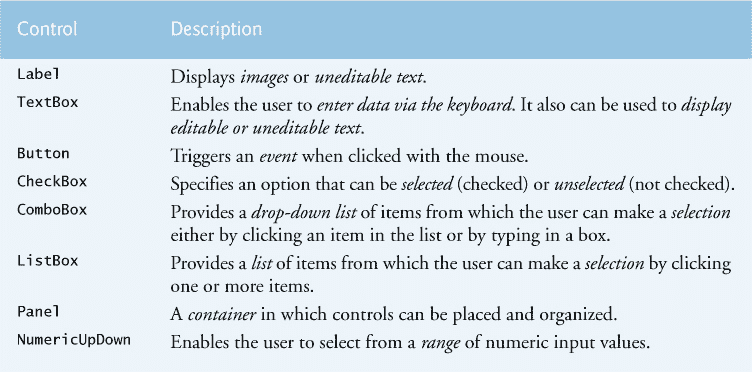 Control Description
Label Displays images or uneditable text.
TextBox Enables the user to enter data via the keyboard. It also can be used to display
editable or uneditable text.
Button Triggers an event when clicked with the mouse.
CheckBox Specifies an option that can be selected (checked) or unselected (not checked).
ComboBox Provides a drop-down list of items from which the user can make a selection
either by clicking an item in the list or by typing in a box.
ListBox Provides a list of items from which the user can make a selection by clicking
one or more items.
Panel A container in which controls can be placed and organized.
NumericUpDown Enables the user to select from a range of numeric input values.